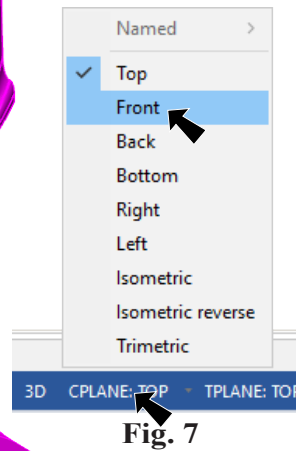 Named
Top
Front
Back
Bottom
Right
Left
Isometric
Isometric reverse
Trimetric
3D CPLANE: TOP TPLANE: TOP
Fig. 7